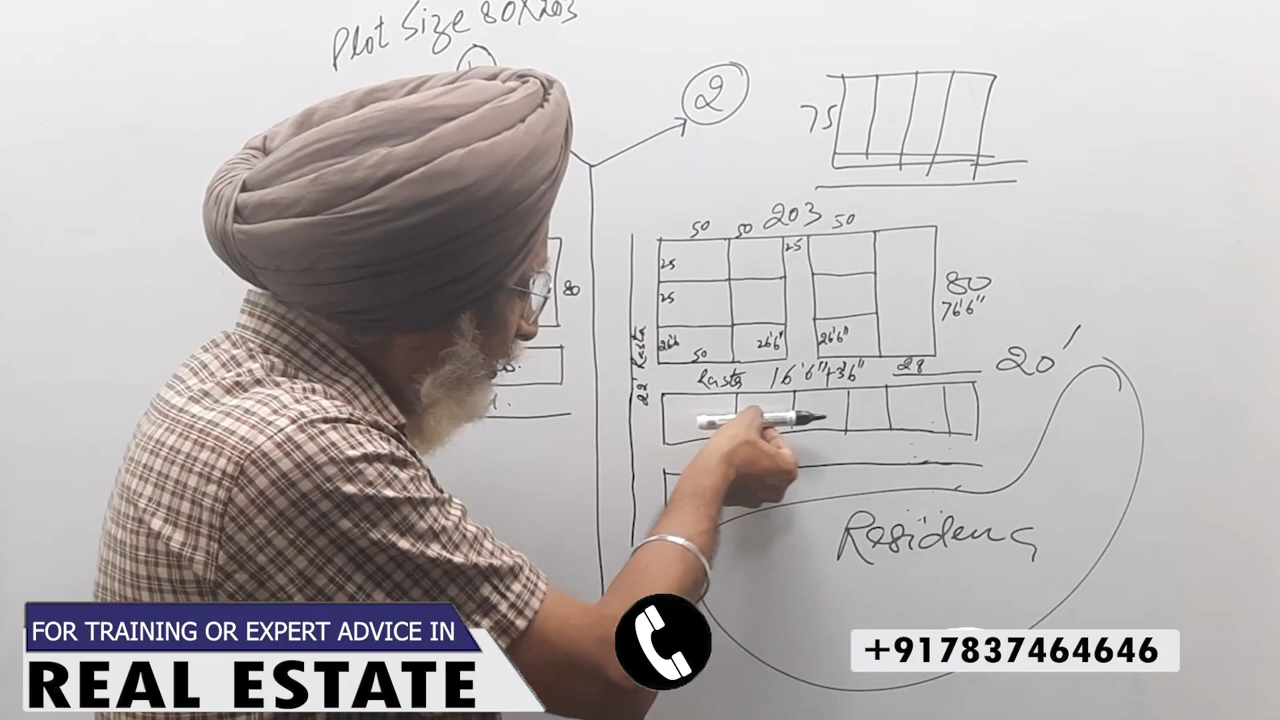 Plot Size 80X203
2
75
203
50 50 50
25 25
80
25
80
76'6"
22' Rasta
26'6 26'6" 26'6"
50
Rasta 16'6"+3'6" 28
20'
FOR TRAINING OR EXPERT ADVICE IN
REAL ESTATE
+917837464646